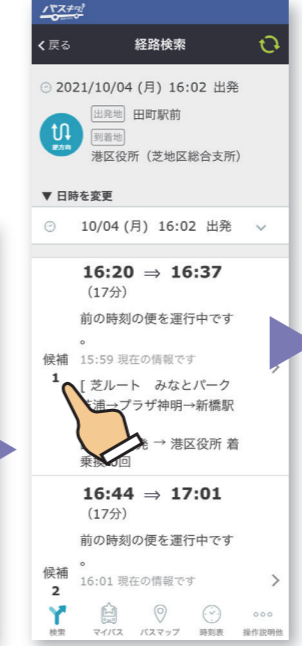 バスキタ!
く戻る
経路検索
2021/10/04 (月) 16:02 出発
出発地 田町駅前
逆方向
到着地
港区役所（芝地区総合支所）
▼ 日時を変更
10/04 (月) 16:02 出発
16:20 ⇒ 16:37
（17分）
前の時刻の便を運行中です
。
候補
1
15:59 現在の情報です
[ 芝ルート みなとパーク
芝浦→プラザ神明→新橋駅
→ 港区役所 着
乗換 0回
16:44 ⇒ 17:01
（17分）
前の時刻の便を運行中です
。
候補
2
16:01 現在の情報です
検索
マイバス
バスマップ
時刻表
操作説明他